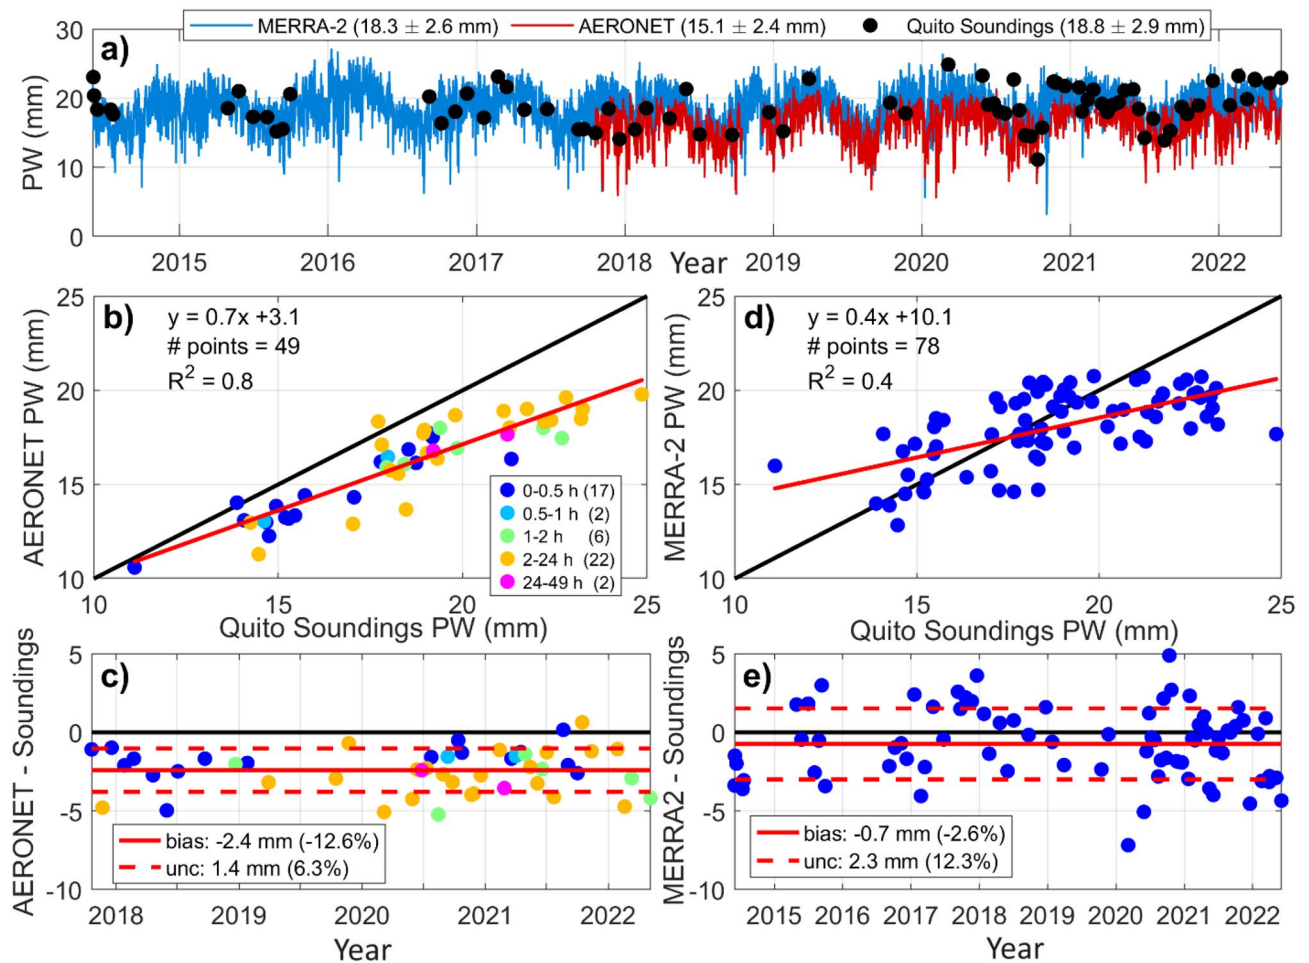 MERRA-2 (18.3 ± 2.6 mm) AERONET (15.1 ± 2.4 mm) Quito Soundings (18.8 ± 2.9 mm)
a)
PW (mm)
30
20
10
0
2015 2016 2017 2018 Year 2019 2020 2021 2022
b)
y = 0.7x +3.1
# points = 49
R² = 0.8
AERONET PW (mm)
25
20
15
10
0-0.5 h (17)
0.5-1 h (2)
1-2 h (6)
2-24 h (22)
24-49 h (2)
10 15 20 25
Quito Soundings PW (mm)
d)
y = 0.4x +10.1
# points = 78
R² = 0.4
MERRA-2 PW (mm)
25
20
15
10
10 15 20 25
Quito Soundings PW (mm)
c)
AERONET - Soundings
5
0
-5
-10
bias: -2.4 mm (-12.6%)
unc: 1.4 mm (6.3%)
2018 2019 2020 2021 2022
Year
e)
MERRA2 - Soundings
5
0
-5
-10
bias: -0.7 mm (-2.6%)
unc: 2.3 mm (12.3%)
2015 2016 2017 2018 2019 2020 2021 2022
Year